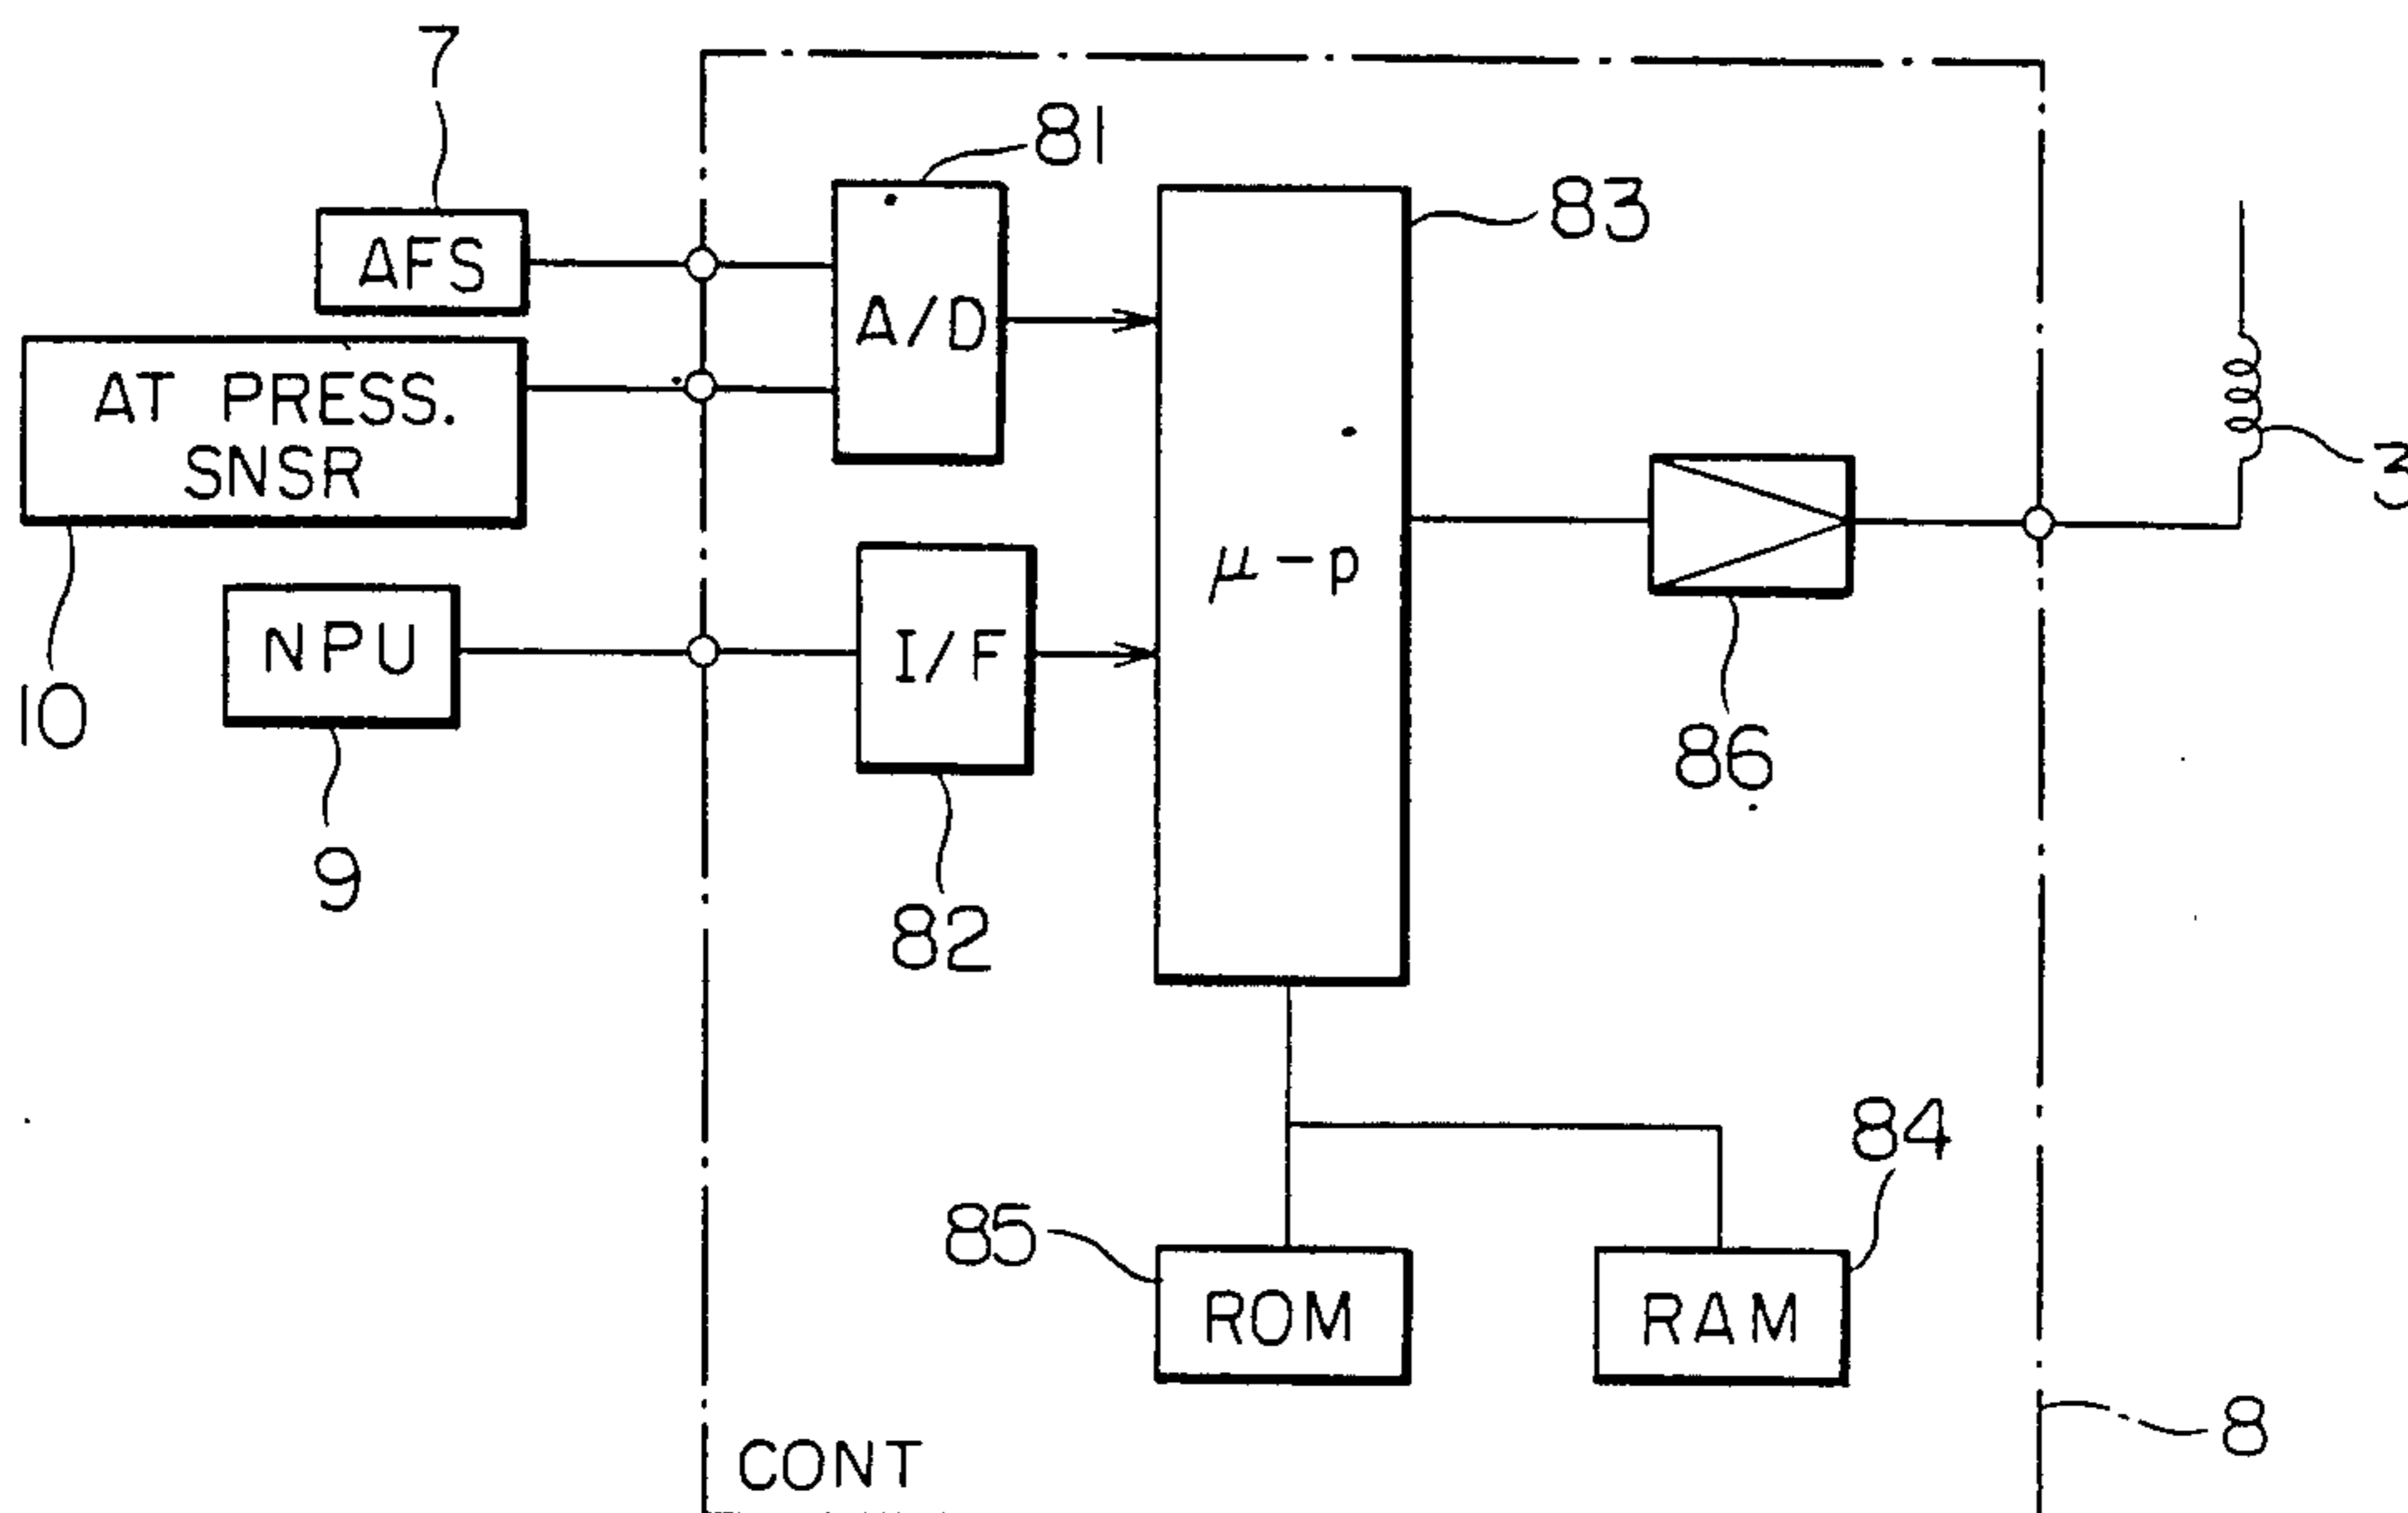 7
81
83
AFS
A/D
AT PRESS.
SNSR
3
μ-p
NPU
I/F
10
86
9
82
84
85
ROM
RAM
8
CONT